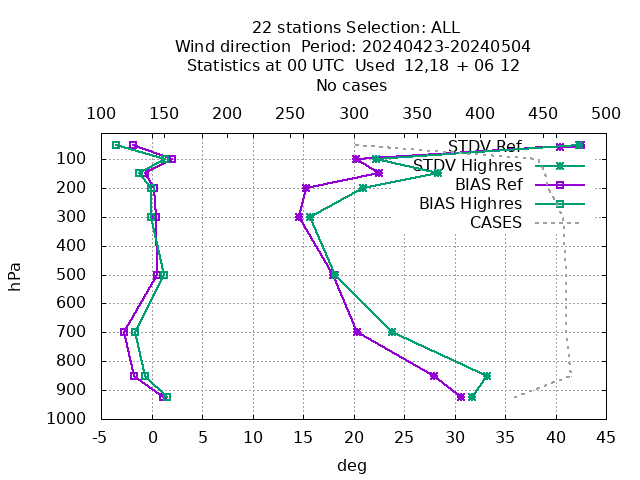 22 stations Selection: ALL
Wind direction  Period: 20240423-20240504
Statistics at 00 UTC  Used  12,18 + 06 12
No cases
100 150 200 250 300 350 400 450 500
STDV Ref
100
STDV Highres
BIAS Ref
200
BIAS Highres
300
CASES
400
hPa
500
600
700
800
900
1000
-5 0 5 10 15 20 25 30 35 40 45
deg